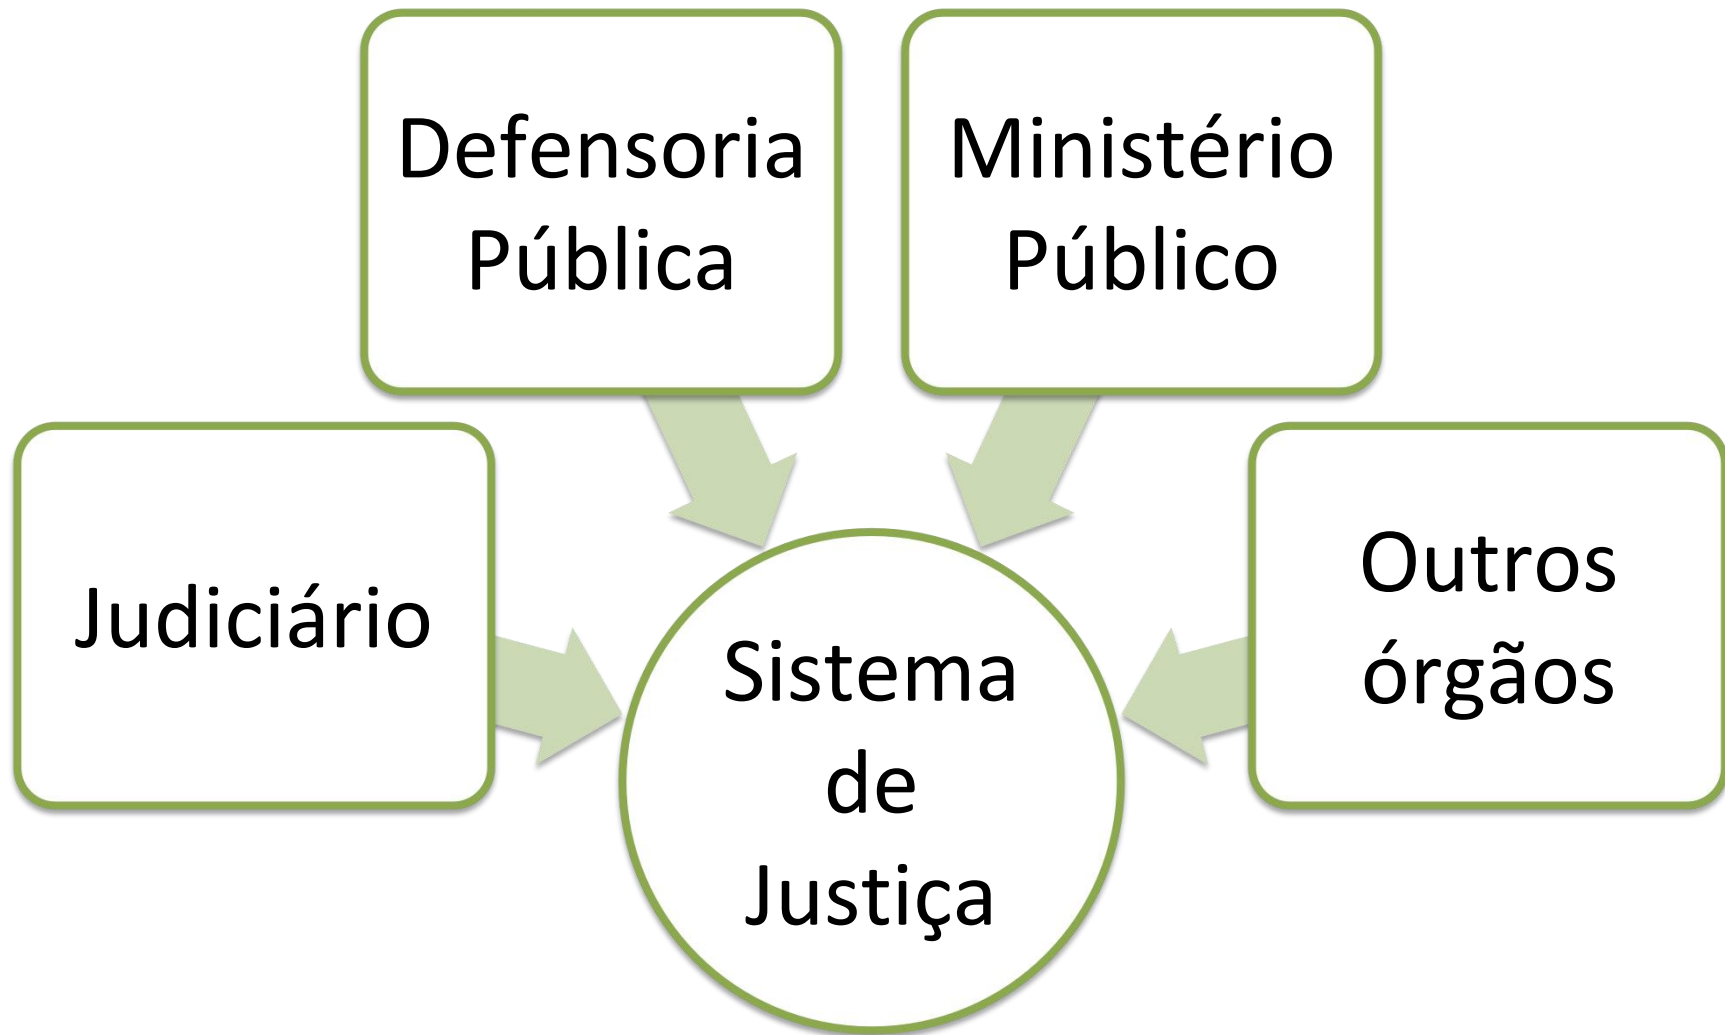 Defensoria
Pública
Ministério
Público
Judiciário
Outros
órgãos
Sistema
de
Justiça